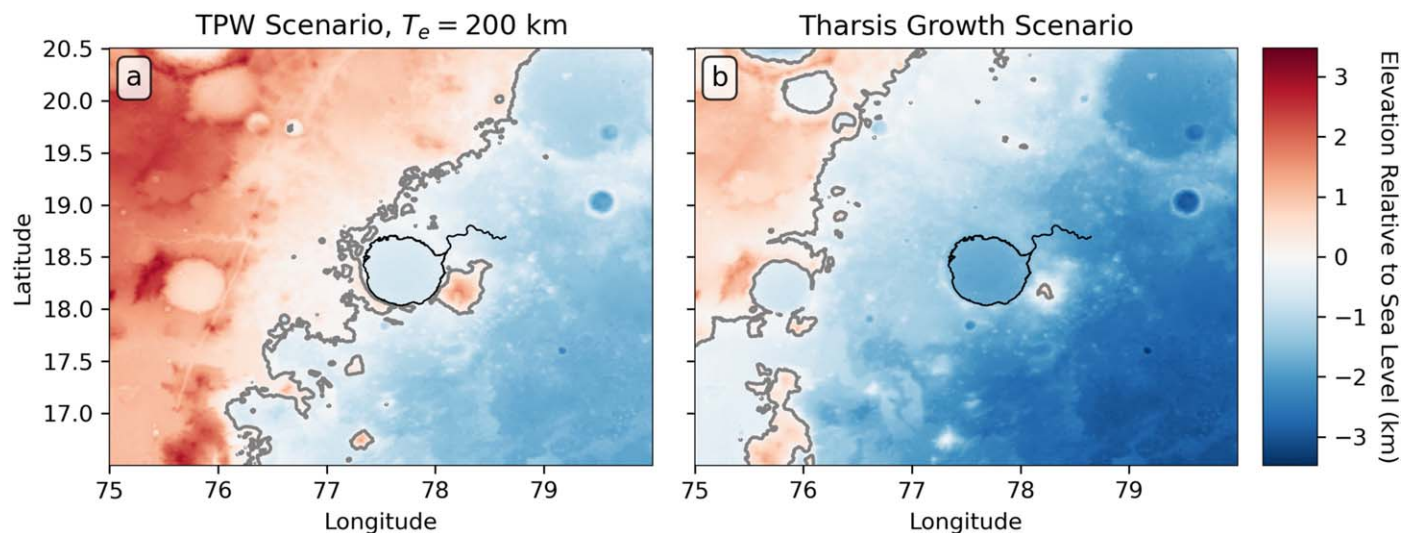 TPW Scenario, Tₑ = 200 km
Tharsis Growth Scenario
a
b
20.5
20.0
19.5
19.0
18.5
18.0
17.5
17.0
Latitude
75 76 77 78 79
75 76 77 78 79
Longitude
Longitude
3
2
1
0
−1
−2
−3
Elevation Relative to Sea Level (km)